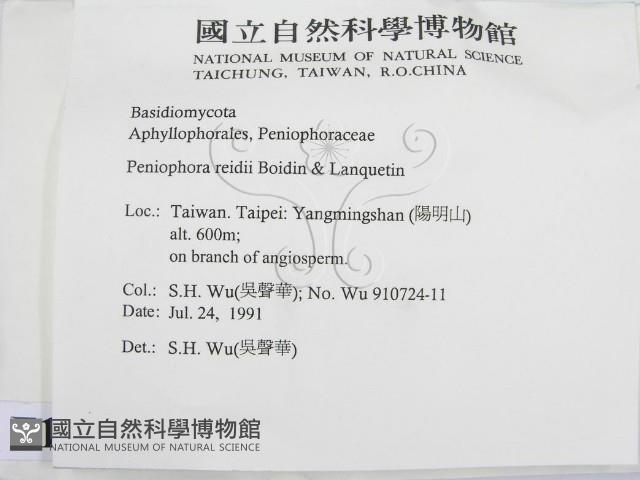 國立自然科學博物館
NATIONAL MUSEUM OF NATURAL SCIENCE
TAICHUNG, TAIWAN, R.O.CHINA
Basidiomycota
Aphyllophorales, Peniophoraceae
Peniophora reidii Boidin & Lanquetin
Loc.: Taiwan. Taipei: Yangmingshan (陽明山)
alt. 600m;
on branch of angiosperm.
Col.: S.H. Wu(吳聲華); No. Wu 910724-11
Date: Jul. 24, 1991
Det.: S.H. Wu(吳聲華)
國立自然科學博物館
NATIONAL MUSEUM OF NATURAL SCIENCE